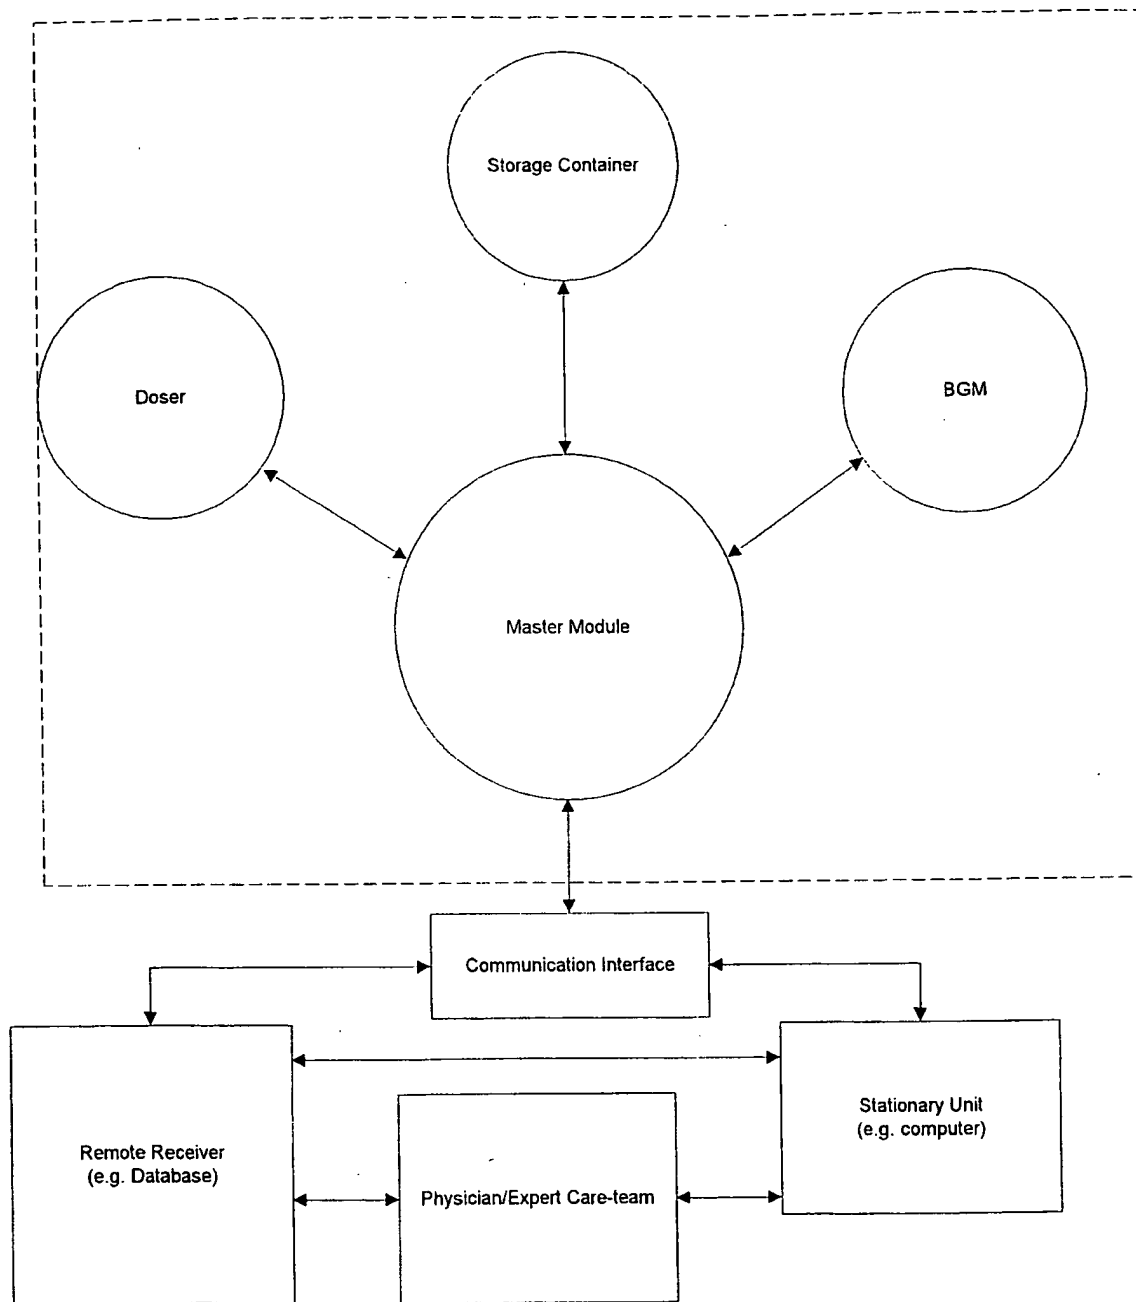 Storage Container
Doser
BGM
Master Module
Communication Interface
Stationary Unit
(e.g. computer)
Remote Receiver
(e.g. Database)
Physician/Expert Care-team